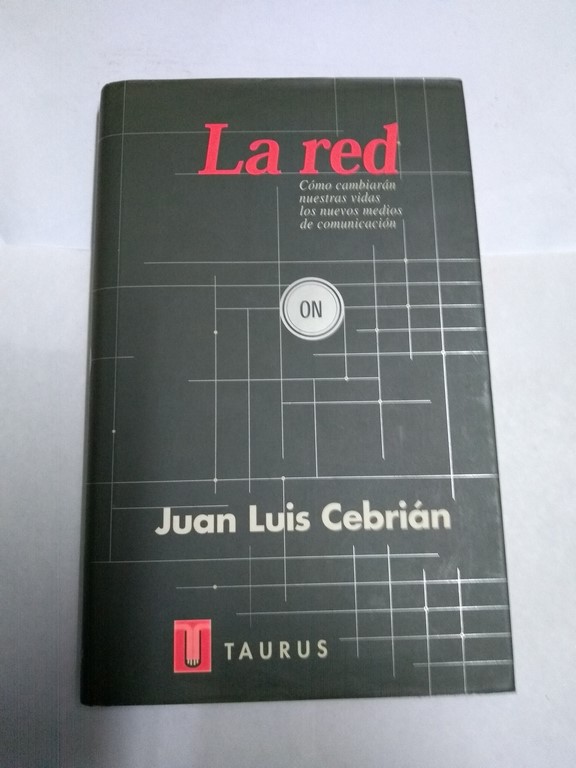 La red
Cómo cambiarán
nuestras vidas
los nuevos medios
de comunicación
ON
Juan Luis Cebrián
TAURUS